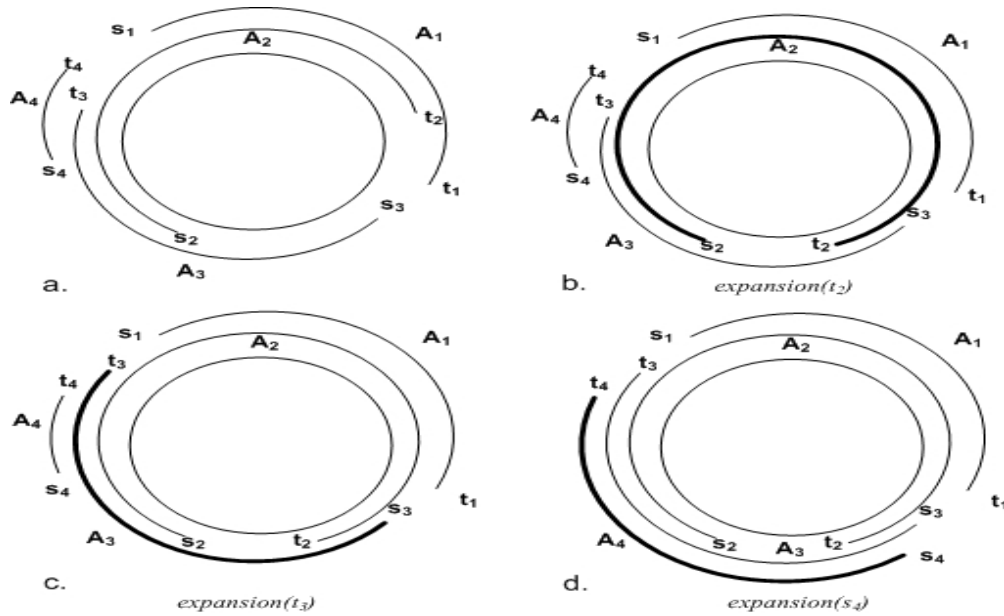 s₁ A₁
A₂
t₄
A₄ t₃
t₂
s₄
t₁
s₃
s₂
A₃
a.
s₁ A₁
A₂
t₄
t₃
A₄
s₄
t₁
s₃
A₃ s₂ t₂
b. expansion(t₂)
s₁ A₁
A₂
t₃
t₄
A₄
s₄
t₁
s₃
A₃ s₂ t₂
c.
expansion(t₃)
s₁ A₁
A₂
t₃
t₄
t₁
s₃
A₄ s₂ A₃ t₂
s₄
d.
expansion(s₄)